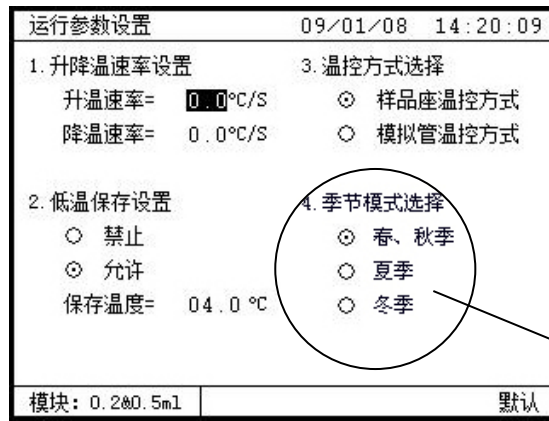 运行参数设置 09/01/08 14:20:09
1.升降温速率设置
升温速率= 0.0°C/S
降温速率= 0.0°C/S
3.温控方式选择
样品座温控方式
模拟管温控方式
2.低温保存设置
禁止
允许
保存温度= 04.0°C
4.季节模式选择
春、秋季
夏季
冬季
模块: 0.2&0.5ml 默认